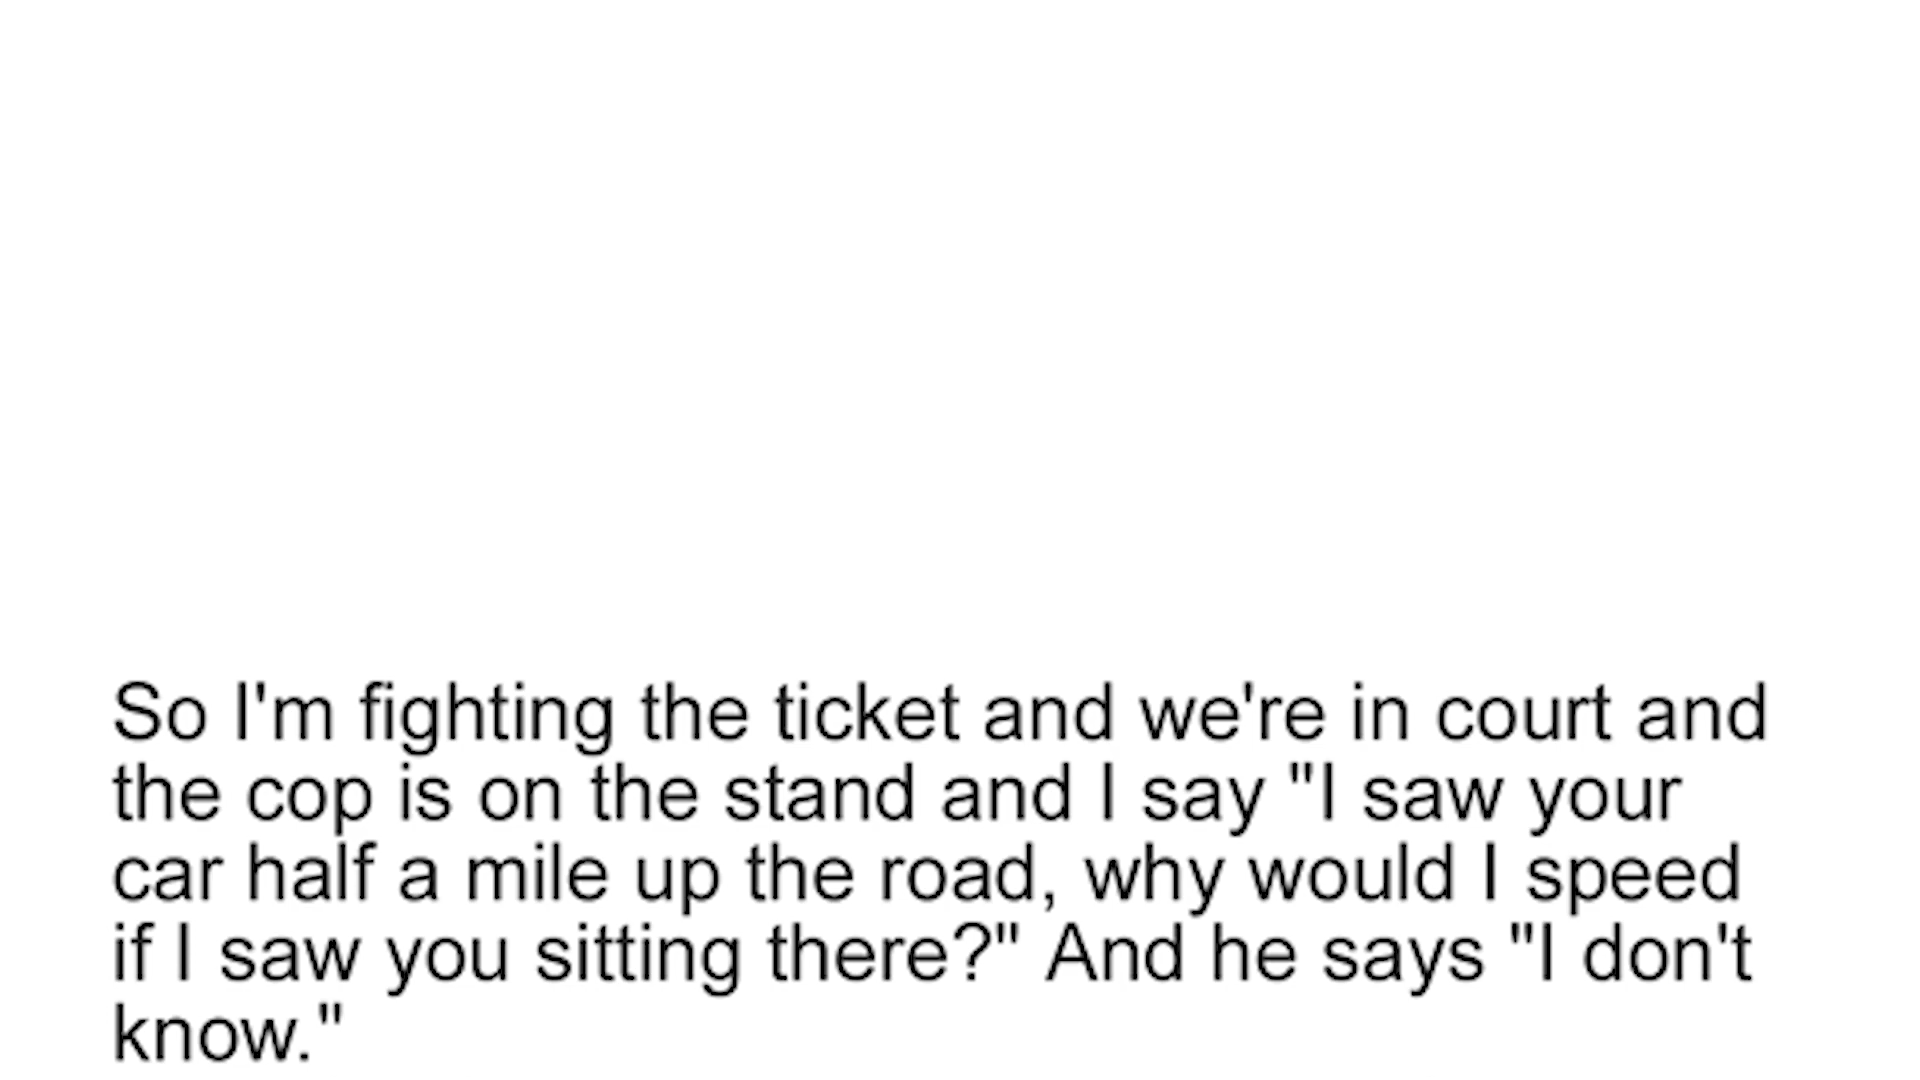 So I'm fighting the ticket and we're in court and
the cop is on the stand and I say "I saw your
car half a mile up the road, why would I speed
if I saw you sitting there?" And he says "I don't
know."